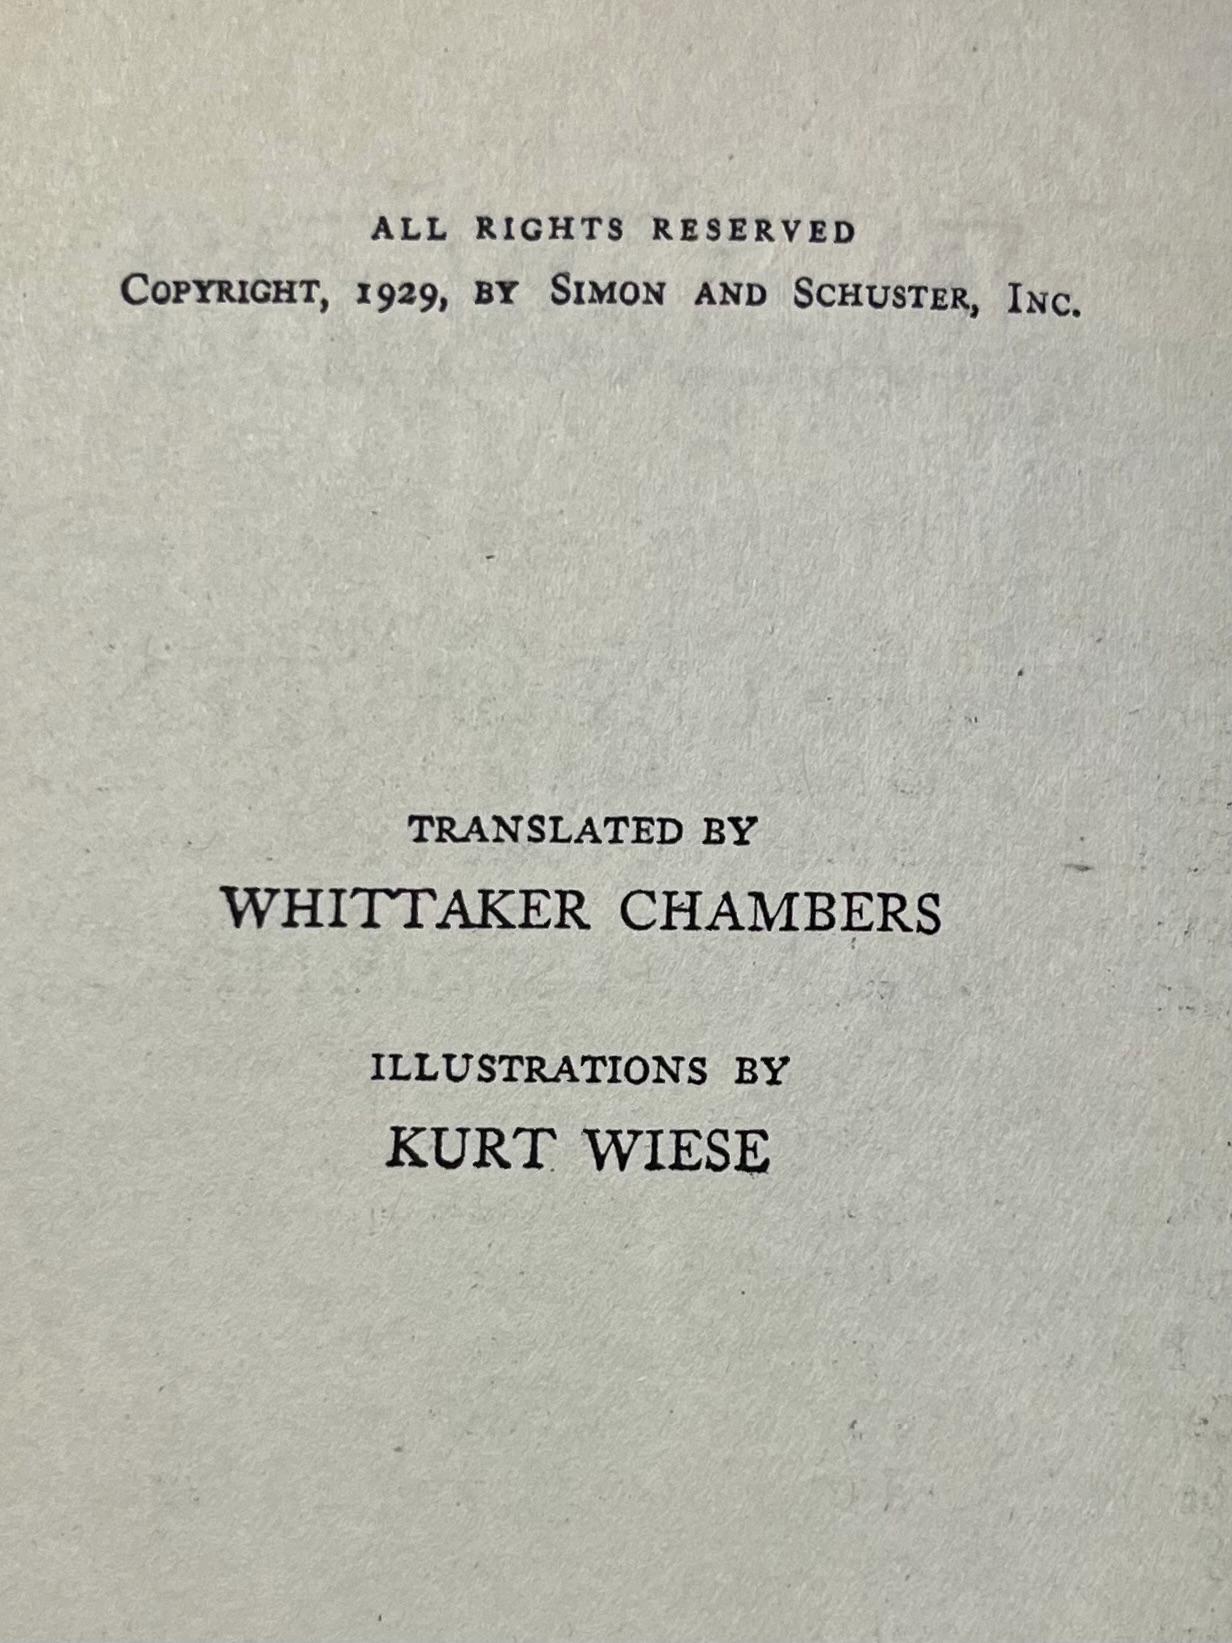 ALL RIGHTS RESERVED
COPYRIGHT, 1929, BY SIMON AND SCHUSTER, INC.
TRANSLATED BY
WHITTAKER CHAMBERS
ILLUSTRATIONS BY
KURT WIESE